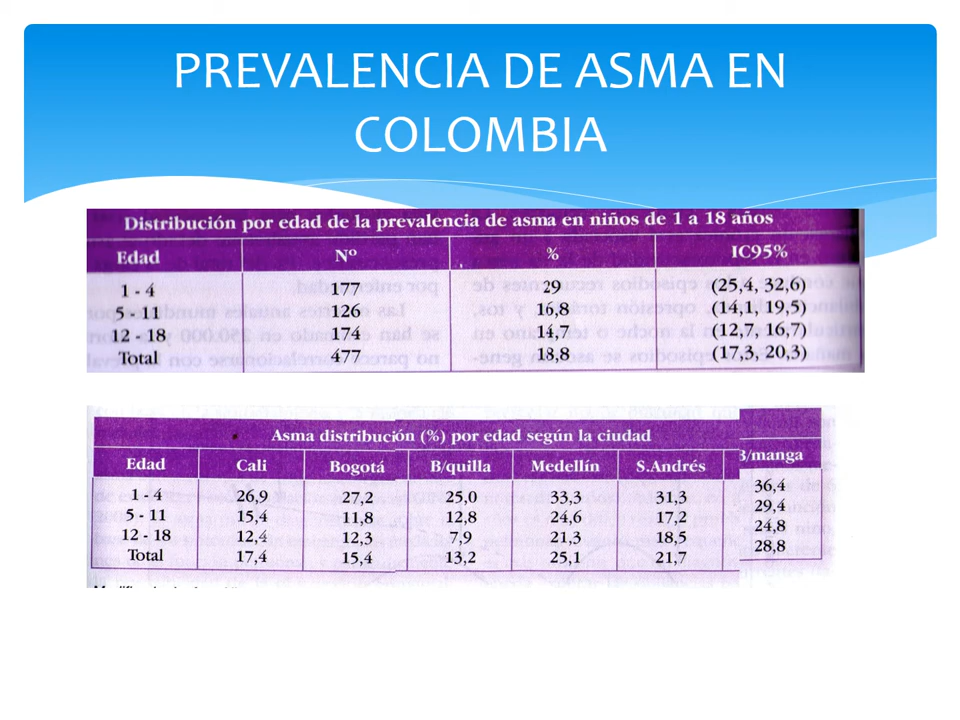 PREVALENCIA DE ASMA EN
COLOMBIA
Distribución por edad de la prevalencia de asma en niños de 1 a 18 años
Edad Nº % IC95%
1 - 4 177 29 (25,4, 32,6)
5 - 11 126 16,8 (14,1, 19,5)
12 - 18 174 14,7 (12,7, 16,7)
Total 477 18,8 (17,3, 20,3)
Asma distribución (%) por edad según la ciudad
Edad Cali Bogotá B/quilla Medellín S.Andrés B/manga
1 - 4 26,9 27,2 25,0 33,3 31,3 36,4
5 - 11 15,4 11,8 12,8 24,6 17,2 29,4
12 - 18 12,4 12,3 7,9 21,3 18,5 24,8
Total 17,4 15,4 13,2 25,1 21,7 28,8